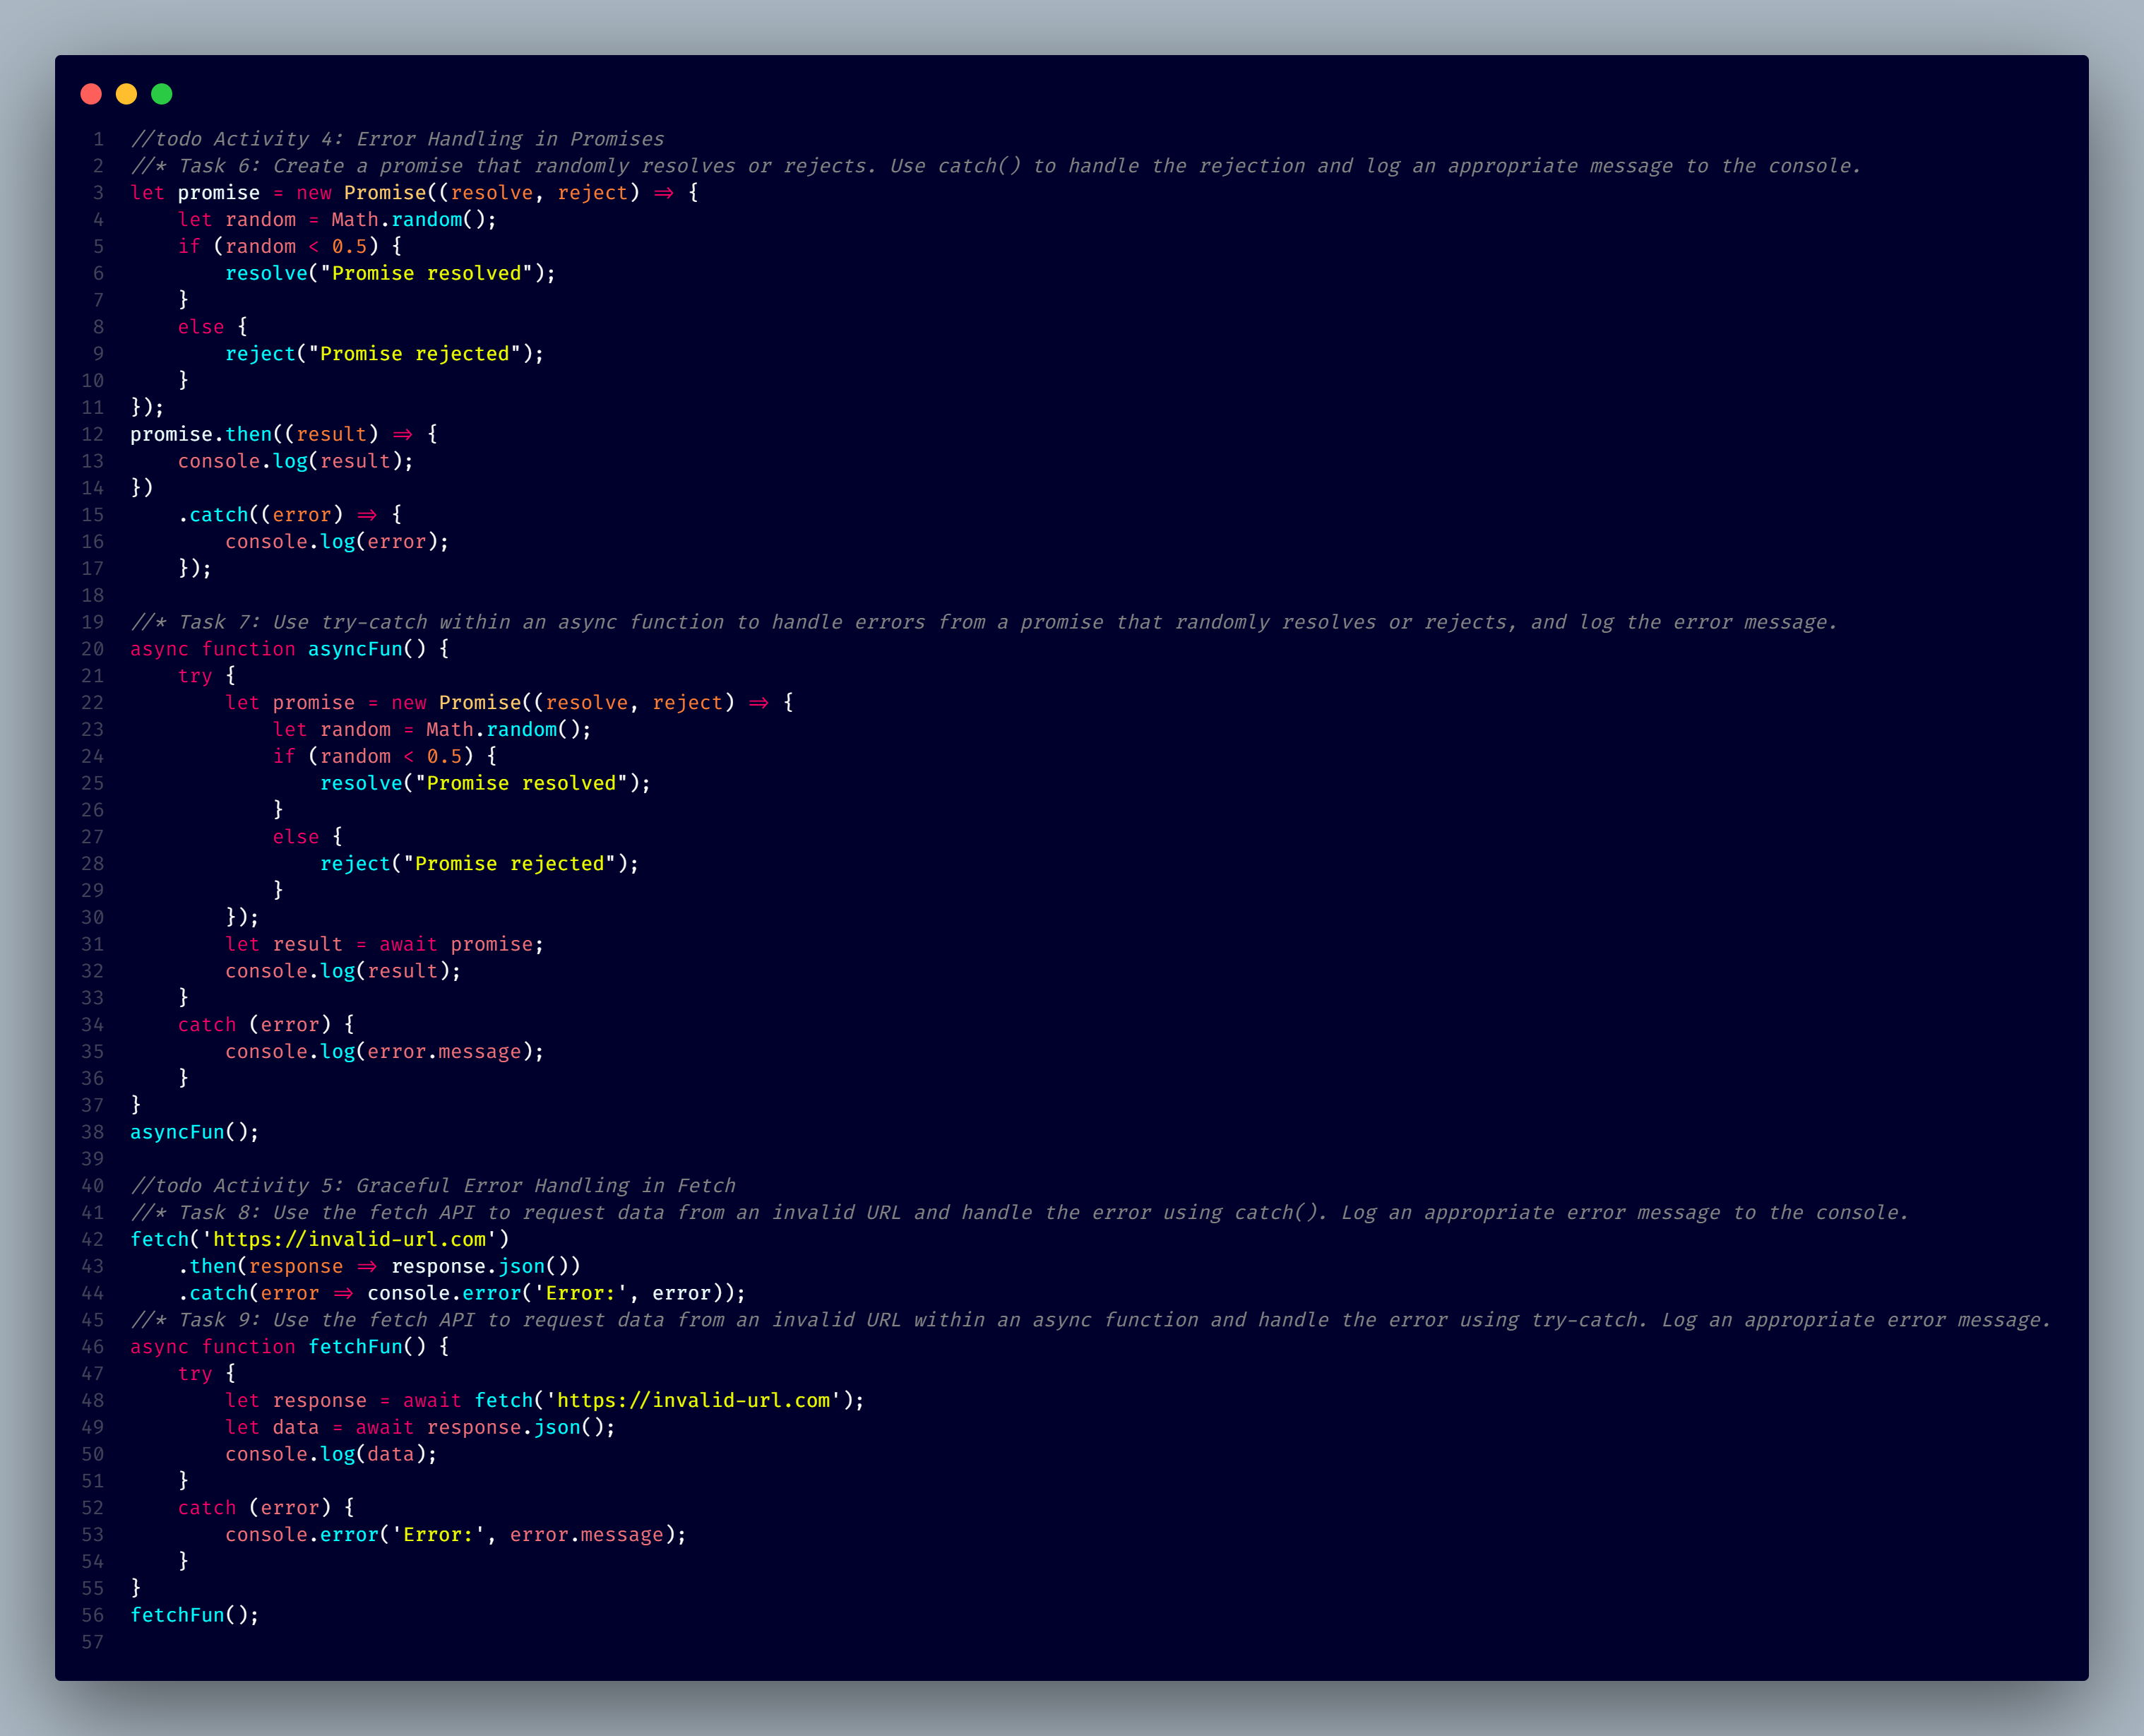 1 //todo Activity 4: Error Handling in Promises
2 //* Task 6: Create a promise that randomly resolves or rejects. Use catch() to handle the rejection and log an appropriate message to the console.
3 let promise = new Promise((resolve, reject) => {
4     let random = Math.random();
5     if (random < 0.5) {
6         resolve("Promise resolved");
7     }
8     else {
9         reject("Promise rejected");
10     }
11 });
12 promise.then((result) => {
13     console.log(result);
14 })
15     .catch((error) => {
16         console.log(error);
17     });
18
19 //* Task 7: Use try-catch within an async function to handle errors from a promise that randomly resolves or rejects, and log the error message.
20 async function asyncFun() {
21     try {
22         let promise = new Promise((resolve, reject) => {
23             let random = Math.random();
24             if (random < 0.5) {
25                 resolve("Promise resolved");
26             }
27             else {
28                 reject("Promise rejected");
29             }
30         });
31         let result = await promise;
32         console.log(result);
33     }
34     catch (error) {
35         console.log(error.message);
36     }
37 }
38 asyncFun();
39
40 //todo Activity 5: Graceful Error Handling in Fetch
41 //* Task 8: Use the fetch API to request data from an invalid URL and handle the error using catch(). Log an appropriate error message to the console.
42 fetch('https://invalid-url.com')
43     .then(response => response.json())
44     .catch(error => console.error('Error:', error));
45 //* Task 9: Use the fetch API to request data from an invalid URL within an async function and handle the error using try-catch. Log an appropriate error message.
46 async function fetchFun() {
47     try {
48         let response = await fetch('https://invalid-url.com');
49         let data = await response.json();
50         console.log(data);
51     }
52     catch (error) {
53         console.error('Error:', error.message);
54     }
55 }
56 fetchFun();
57